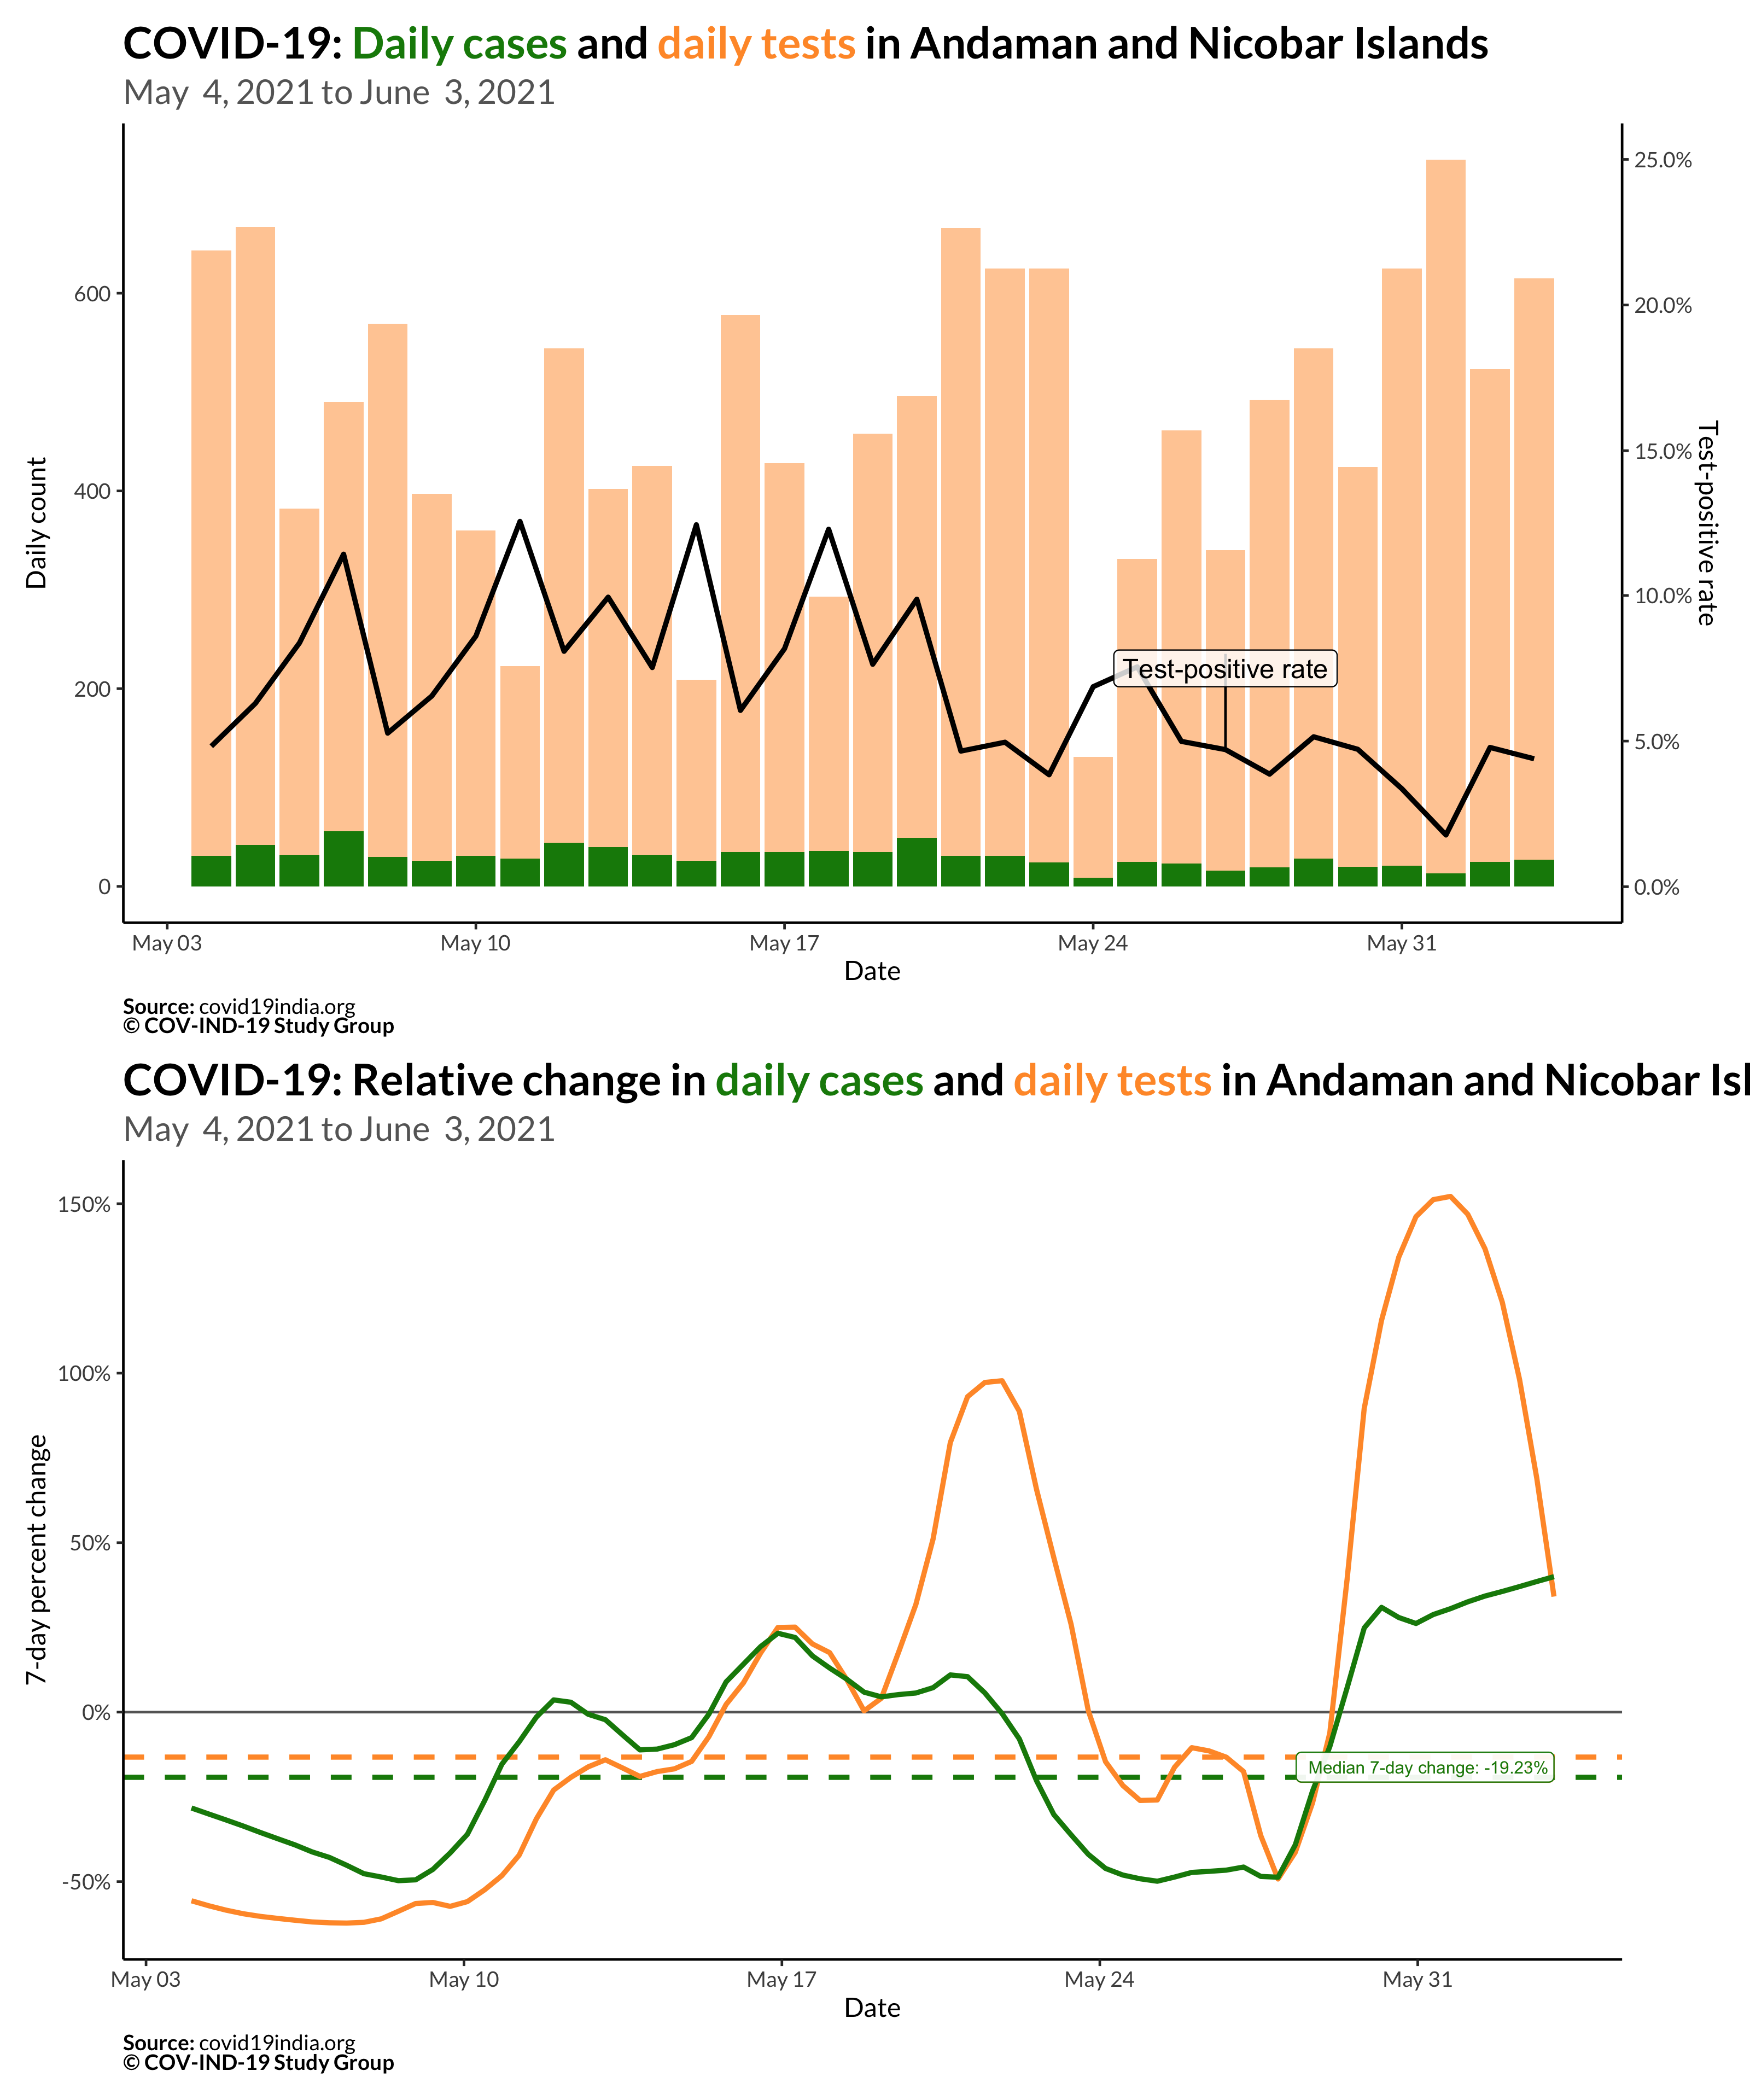 COVID-19: Daily cases and daily tests in Andaman and Nicobar Islands
May 4, 2021 to June 3, 2021
25.0%
20.0%
15.0%
10.0%
5.0%
0.0%
600
400
200
0
Daily count
Test-positive rate
Test-positive rate
May 03
May 10
May 17
May 24
May 31
Date
Source: covid19india.org
© COV-IND-19 Study Group
COVID-19: Relative change in daily cases and daily tests in Andaman and Nicobar Isl
May 4, 2021 to June 3, 2021
150%
100%
50%
0%
-50%
7-day percent change
Median 7-day change: -19.23%
May 03
May 10
May 17
May 24
May 31
Date
Source: covid19india.org
© COV-IND-19 Study Group